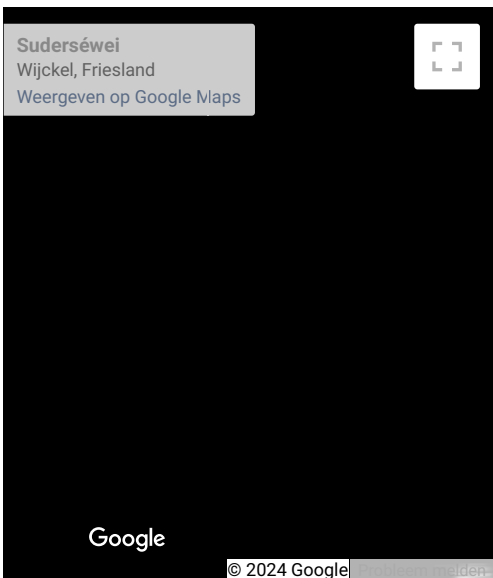 Suderséwei
Wijckel, Friesland
Weergeven op Google Maps
Google
© 2024 Google Probleem melden